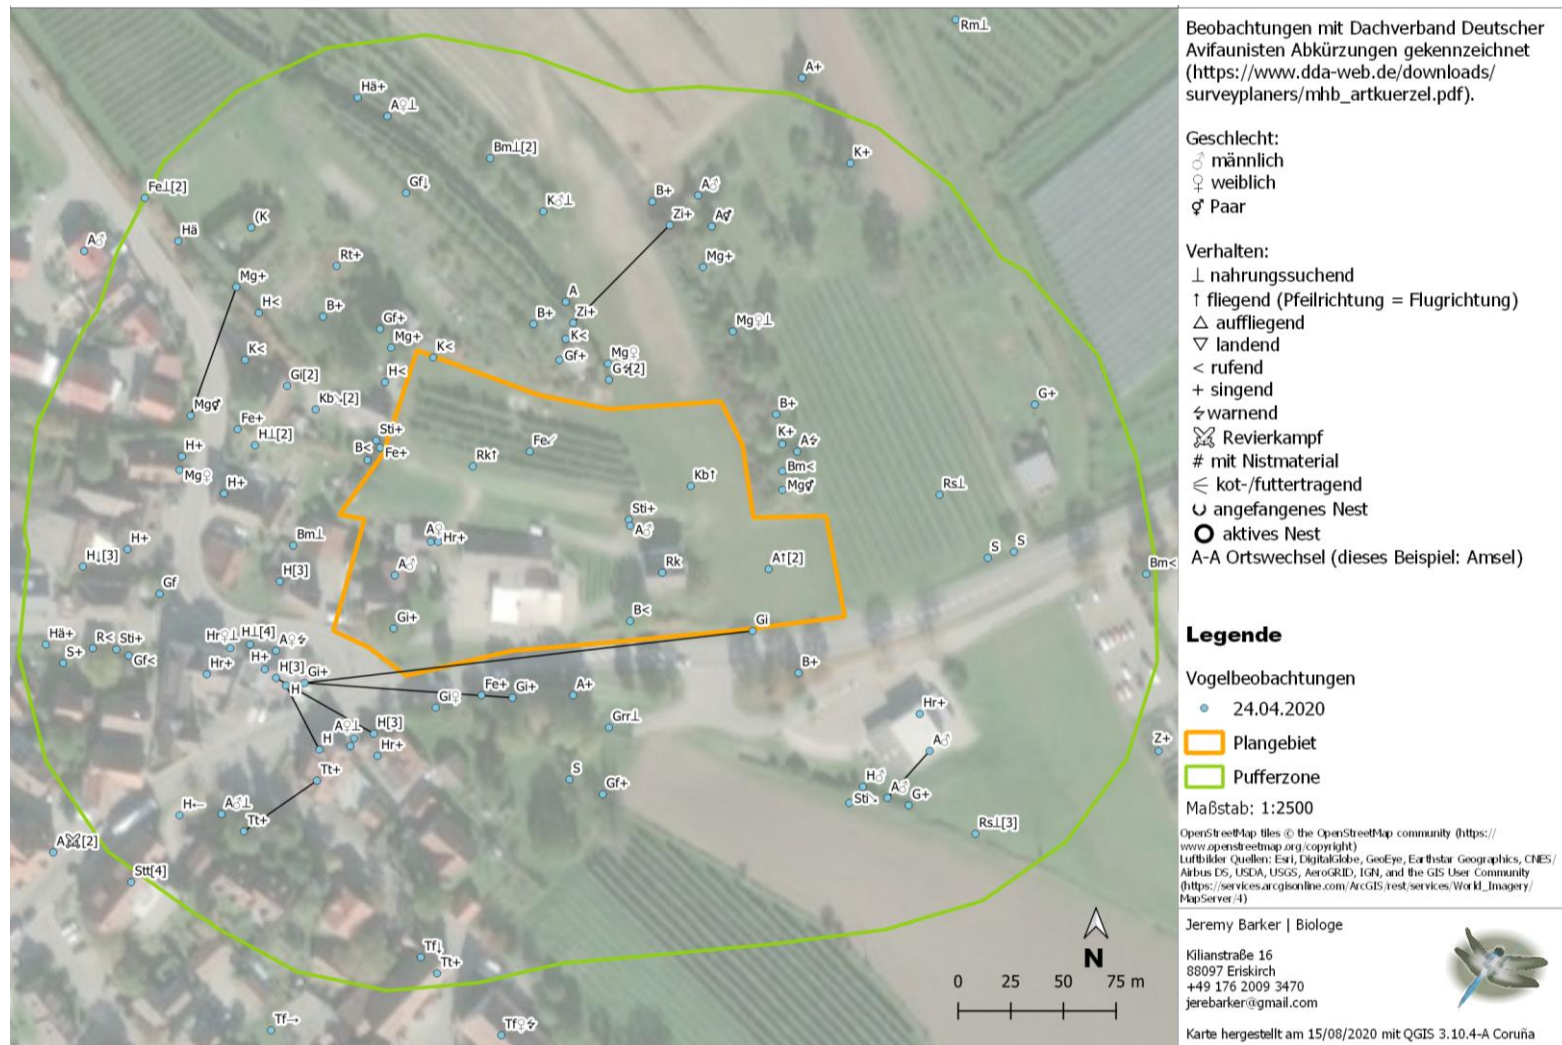 Rm⊥
A+
Hä+
A♀⊥
Bm⊥[2]
K+
Fe⊥[2]
Gf↓
B+
A♂
K♂⊥
Zi+
A⚥
(K
Hä
A♂
Rt+
Mg+
Mg+
H<
B+
A
Zi+
B+
Gf+
Mg♀⊥
Mg+
K<
K<
K<
Gf+
Mg♀
G↯[2]
H<
Gi[2]
Kb↘[2]
G+
Mg⚥
B+
Fe+
Sti+
K+
A↯
H⊥[2]
Fe↙
H+
B<
Fe+
Rk↑
Bm<
Mg♀
Kb↑
Mg⚥
H+
Rs⊥
Sti+
A♂
A♀
Hr+
Bm⊥
H+
S
S
H⊥[3]
A♂
Rk
A↑[2]
Bm<
H[3]
Gf
B<
Gi+
Gi
Hä+
R<
Sti+
Hr♀⊥
H⊥[4]
A♀↯
S+
Gf<
Hr+
H+
H[3]
Gi+
B+
H
Gi♀
Fe+
Gi+
A+
Hr+
A♀⊥
H[3]
Grr⊥
H
Hr+
A♂
Z+
Tt+
S
Gf+
H♂
A♂
H←
A♂⊥
Sti↘
G+
Tt+
Rs⊥[3]
A[2]
Stt[4]
Tf↓
Tt+
Tf→
Tf♀↯
N
0 25 50 75 m
Beobachtungen mit Dachverband Deutscher
Avifaunisten Abkürzungen gekennzeichnet
(https://www.dda-web.de/downloads/
surveyplaners/mhb_artkuerzel.pdf).
Geschlecht:
♂ männlich
♀ weiblich
⚥ Paar
Verhalten:
⊥ nahrungssuchend
↑ fliegend (Pfeilrichtung = Flugrichtung)
△ auffliegend
▽ landend
< rufend
+ singend
↯ warnend
Revierkampf
# mit Nistmaterial
⋲ kot-/futtertragend
∪ angefangenes Nest
O aktives Nest
A-A Ortswechsel (dieses Beispiel: Amsel)
Legende
Vogelbeobachtungen
24.04.2020
Plangebiet
Pufferzone
Maßstab: 1:2500
OpenStreetMap tiles © the OpenStreetMap community (https://
www.openstreetmap.org/copyright)
Luftbilder Quellen: Esri, DigitalGlobe, GeoEye, Earthstar Geographics, CNES/
Airbus DS, USDA, USGS, AeroGRID, IGN, and the GIS User Community
(https://services.arcgisonline.com/ArcGIS/rest/services/World_Imagery/
MapServer/4)
Jeremy Barker | Biologe
Kilianstraße 16
88097 Eriskirch
+49 176 2009 3470
jerebarker@gmail.com
Karte hergestellt am 15/08/2020 mit QGIS 3.10.4-A Coruña